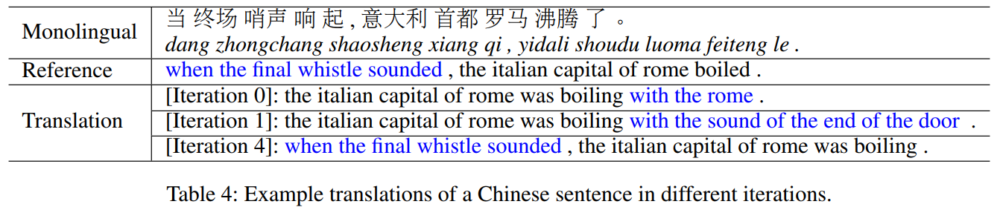 Monolingual
当 终场 哨声 响 起 , 意大利 首都 罗马 沸腾 了 。
dang zhongchang shaosheng xiang qi , yidali shoudu luoma feiteng le .
Reference
when the final whistle sounded , the italian capital of rome boiled .
Translation
[Iteration 0]: the italian capital of rome was boiling with the rome .
[Iteration 1]: the italian capital of rome was boiling with the sound of the end of the door .
[Iteration 4]: when the final whistle sounded , the italian capital of rome was boiling .
Table 4: Example translations of a Chinese sentence in different iterations.